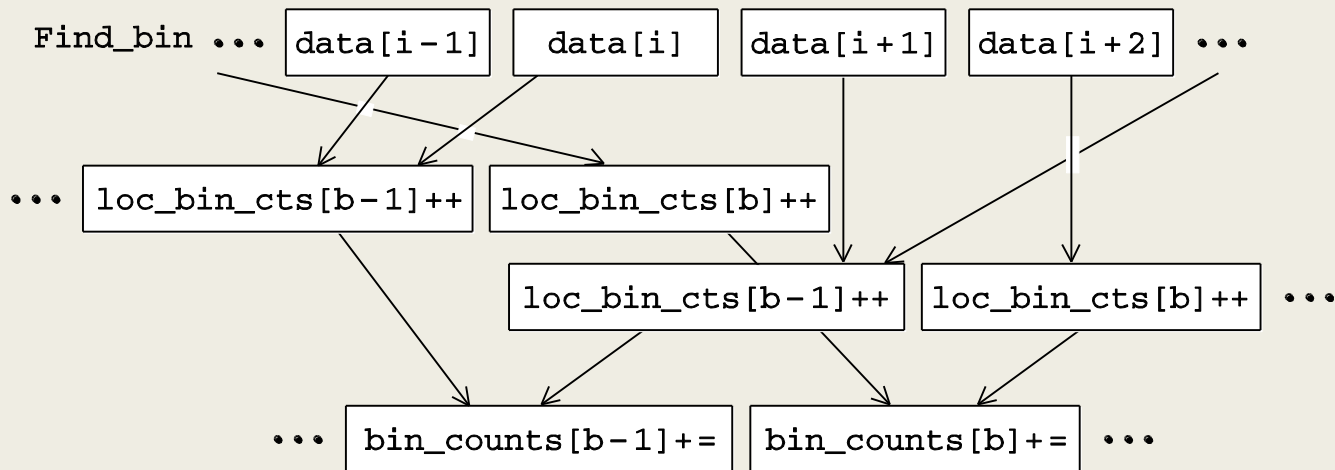 Find_bin ••• data[i-1] data[i] data[i+1] data[i+2] •••
••• loc_bin_cts[b-1]++ loc_bin_cts[b]++
loc_bin_cts[b-1]++ loc_bin_cts[b]++ •••
••• bin_counts[b-1]+= bin_counts[b]+= •••